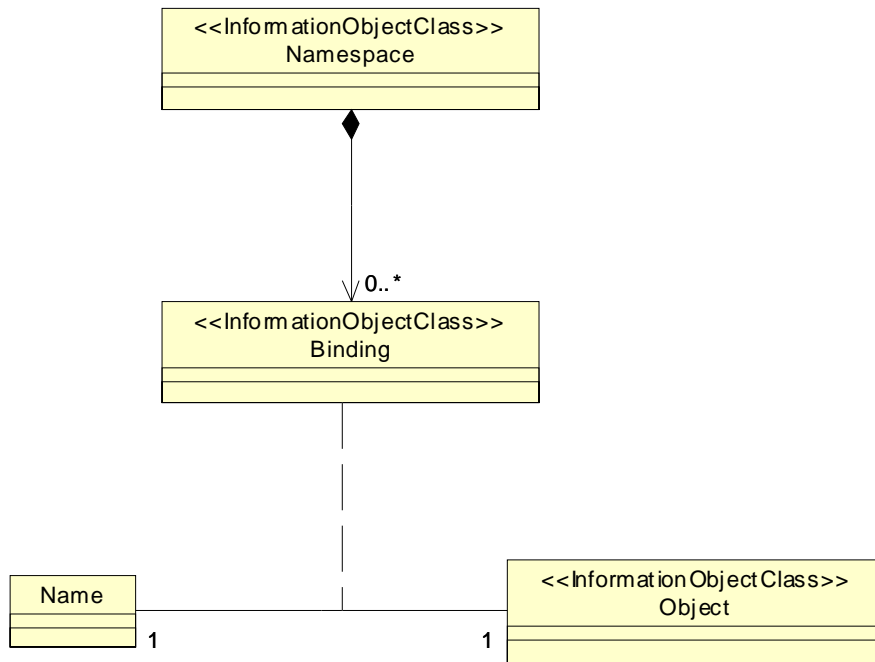 <<InformationObjectClass>>
Namespace
0..*
<<InformationObjectClass>>
Binding
Name
<<InformationObjectClass>>
Object
1
1